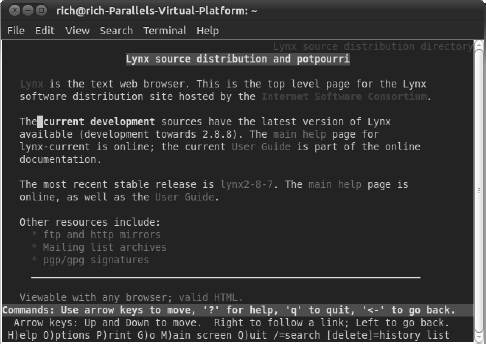 rich@rich-Parallels-Virtual-Platform: ~
File Edit View Search Terminal Help
Lynx source distribution directory
Lynx source distribution and potpourri
Lynx is the text web browser. This is the top level page for the Lynx
software distribution site hosted by the Internet Software Consortium.
The current development sources have the latest version of Lynx
available (development towards 2.8.8). The main help page for
lynx-current is online; the current User Guide is part of the online
documentation.
The most recent stable release is lynx2-8-7. The main help page is
online, as well as the User Guide.
Other resources include:
* ftp and http mirrors
* Mailing list archives
* pgp/gpg signatures
Viewable with any browser; valid HTML.
Commands: Use arrow keys to move, '?' for help, 'q' to quit, '<-' to go back.
Arrow keys: Up and Down to move. Right to follow a link; Left to go back.
H)elp O)ptions P)rint G)o M)ain screen Q)uit /=search [delete]=history list